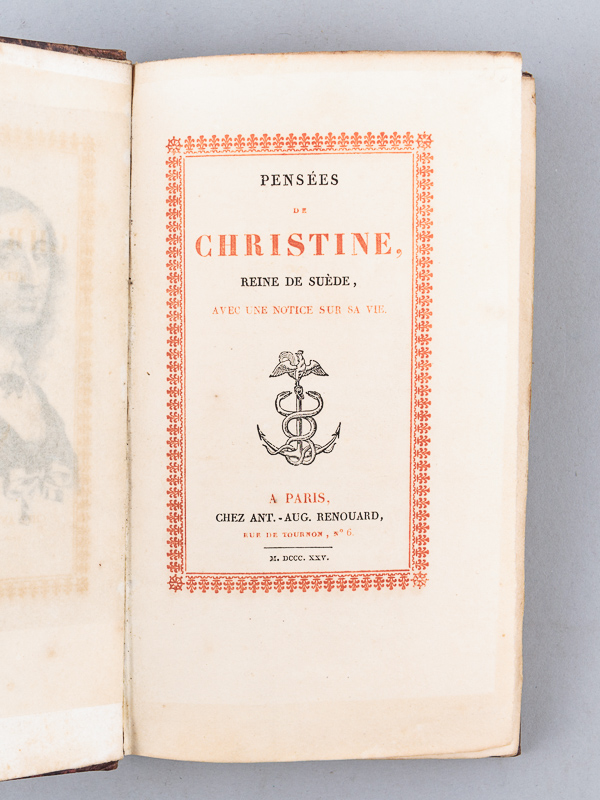 PENSÉES
DE
CHRISTINE,
REINE DE SUÈDE,
AVEC UNE NOTICE SUR SA VIE.
A PARIS,
CHEZ ANT.-AUG. RENOUARD,
RUE DE TOURNON, Nº 6.
M. DCCC. XXV.